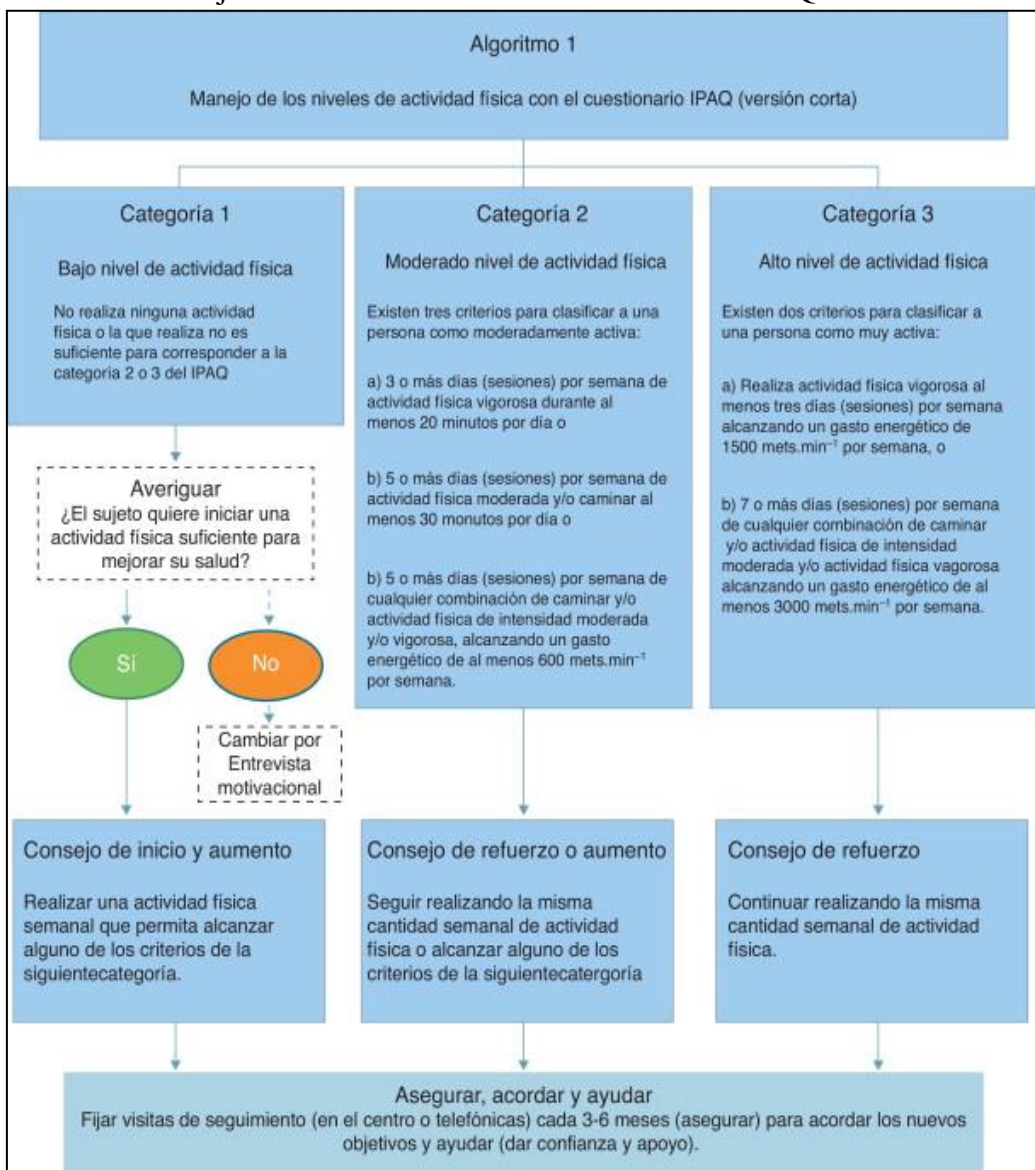 Algoritmo 1
Manejo de los niveles de actividad física con el cuestionario IPAQ (versión corta)
Categoría 1
Bajo nivel de actividad física
No realiza ninguna actividad
física o la que realiza no es
suficiente para corresponder a la
categoria 2 o 3 del IPAQ
Averiguar
¿El sujeto quiere iniciar una
actividad física suficiente para
mejorar su salud?
Sí
No
Cambiar por
Entrevista
motivacional
Consejo de inicio y aumento
Realizar una actividad física
semanal que permita alcanzar
alguno de los criterios de la
siguientecategoría.
Categoría 2
Moderado nivel de actividad física
Existen tres criterios para clasificar a una
persona como moderadamente activa:
a) 3 o más días (sesiones) por semana de
actividad física vigorosa durante al
menos 20 minutos por día o
b) 5 o más días (sesiones) por semana de
actividad física moderada y/o caminar al
menos 30 monutos por día o
b) 5 o más días (sesiones) por semana de
cualquier combinación de caminar y/o
actividad física de intensidad moderada
y/o vigorosa, alcanzando un gasto
energético de al menos 600 mets.min⁻¹
por semana.
Consejo de refuerzo o aumento
Seguir realizando la misma
cantidad semanal de actividad
física o alcanzar alguno de los
criterios de la siguientecatergoría
Categoría 3
Alto nivel de actividad física
Existen dos criterios para clasificar a
una persona como muy activa:
a) Realiza actividad física vigorosa al
menos tres días (sesiones) por semana
alcanzando un gasto energético de
1500 mets.min⁻¹ por semana, o
b) 7 o más días (sesiones) por semana
de cualquier combinación de caminar
y/o actividad física de intensidad
moderada y/o actividad física vagorosa
alcanzando un gasto energético de al
menos 3000 mets.min⁻¹ por semana.
Consejo de refuerzo
Continuar realizando la misma
cantidad semanal de actividad
física.
Asegurar, acordar y ayudar
Fijar visitas de seguimiento (en el centro o telefónicas) cada 3-6 meses (asegurar) para acordar los nuevos
objetivos y ayudar (dar confianza y apoyo).